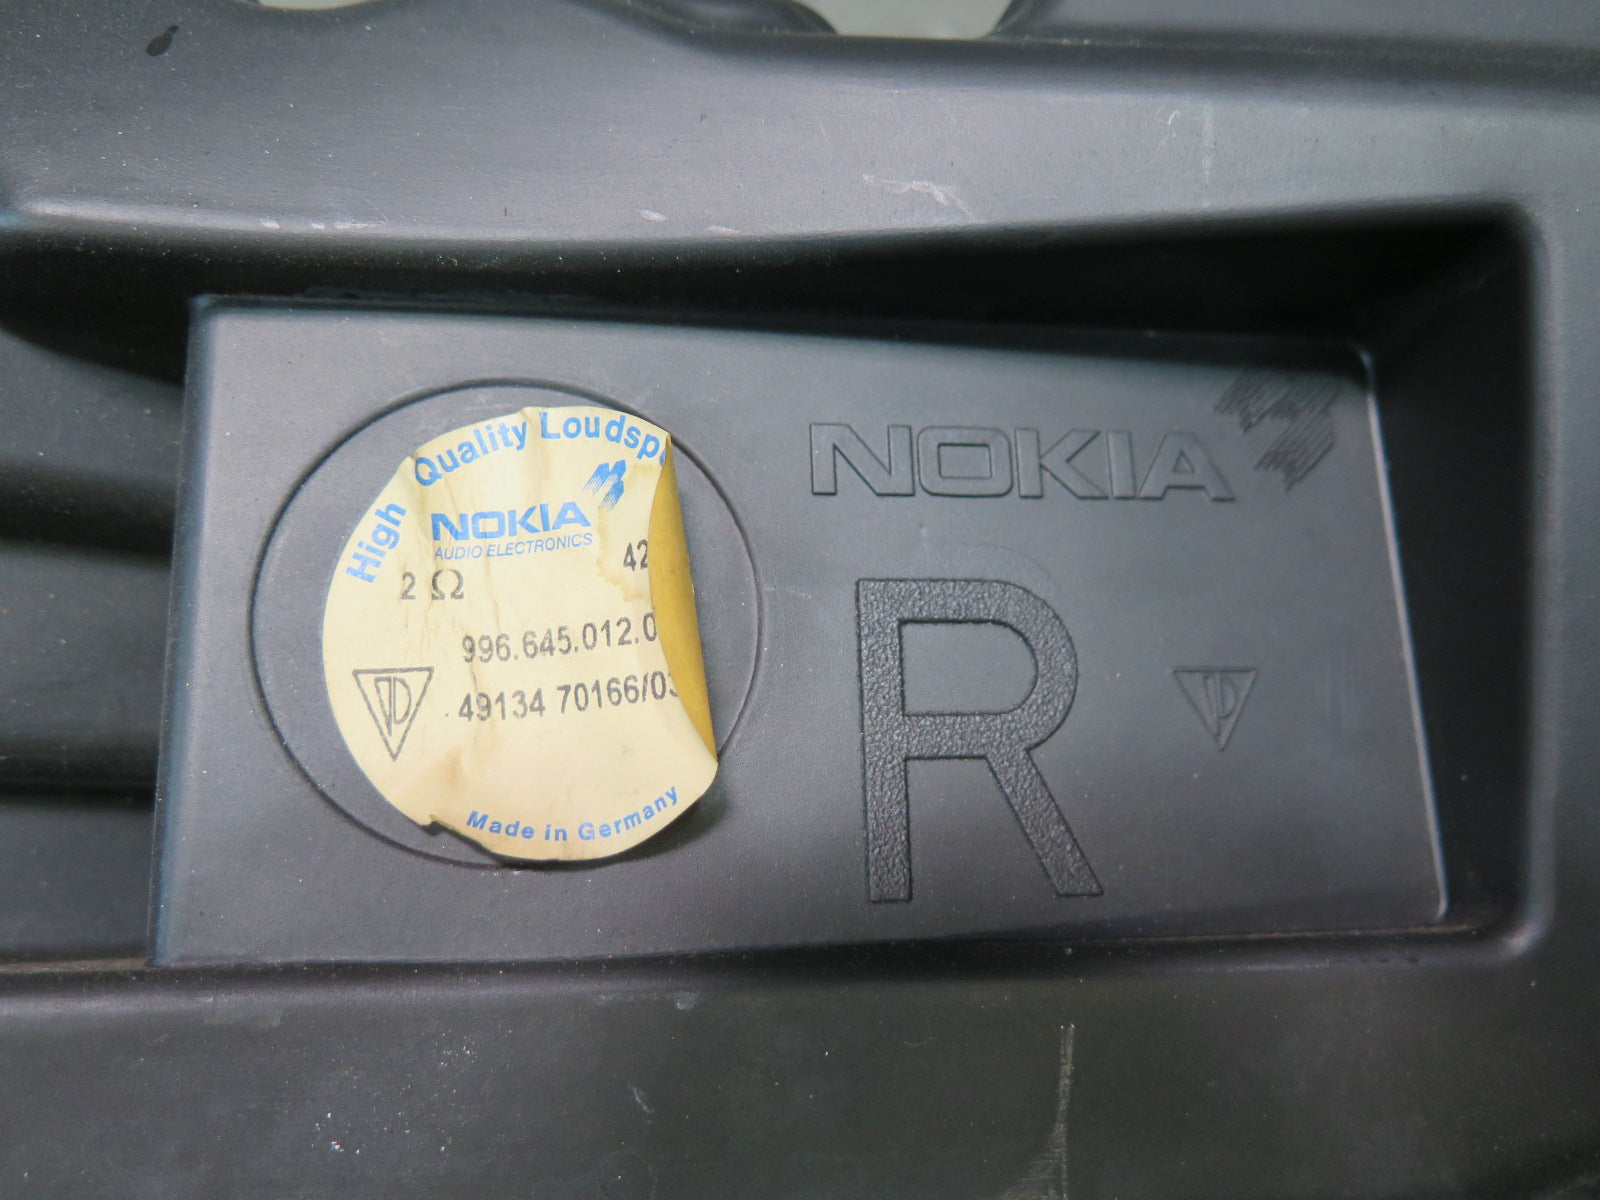 High Quality Loudsp
NOKIA
AUDIO ELECTRONICS
2 Ω 42
996.645.012.0
49134 70166/03
Made in Germany
NOKIA
R